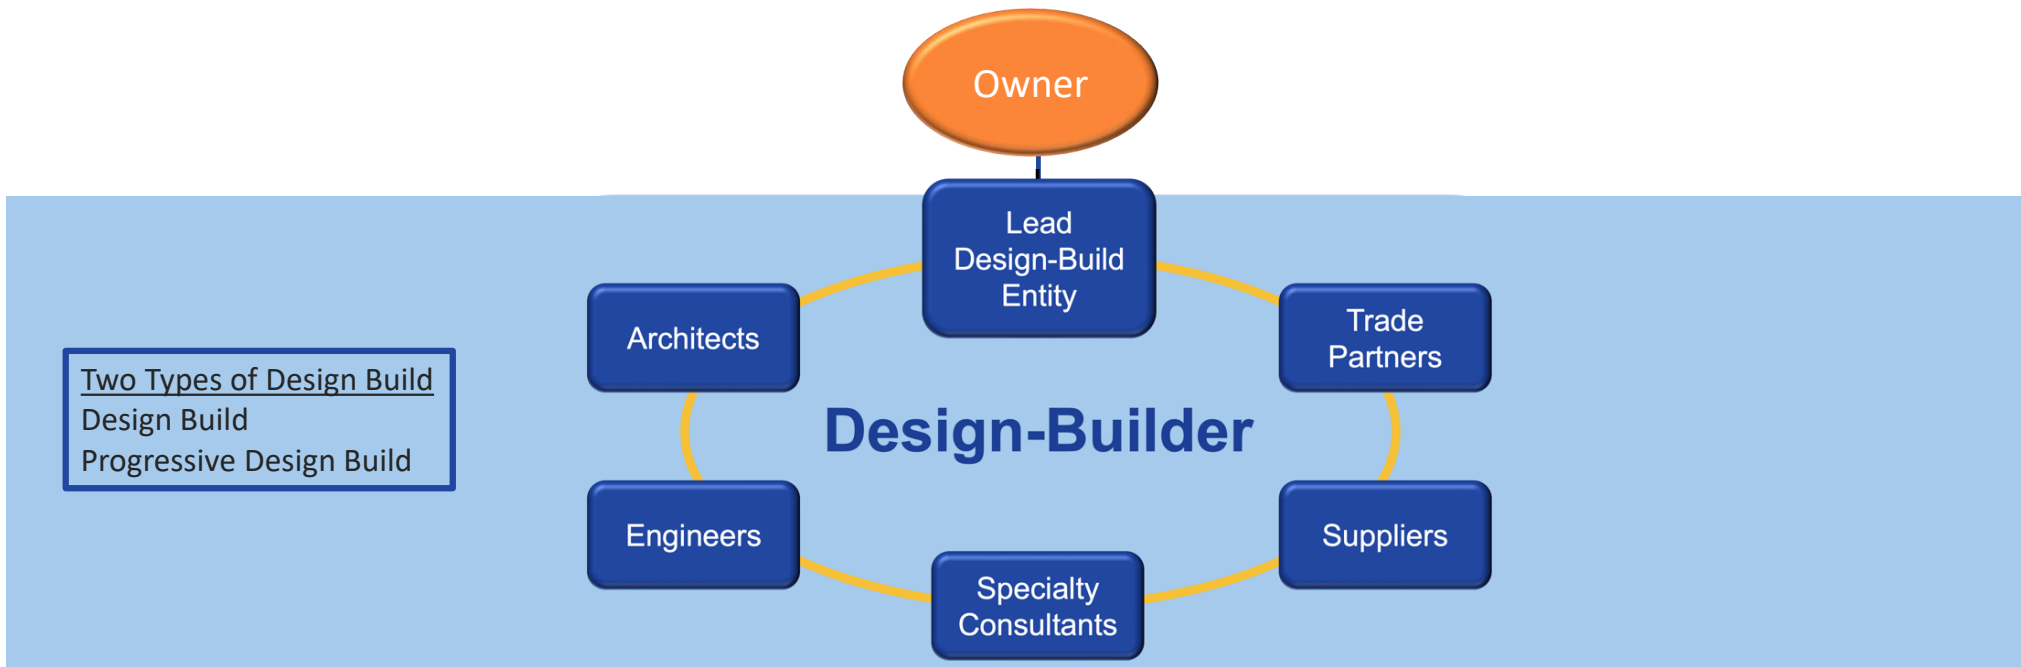 Owner
Lead
Design-Build
Entity
Architects
Trade
Partners
Two Types of Design Build
Design Build
Progressive Design Build
Design-Builder
Engineers
Suppliers
Specialty
Consultants